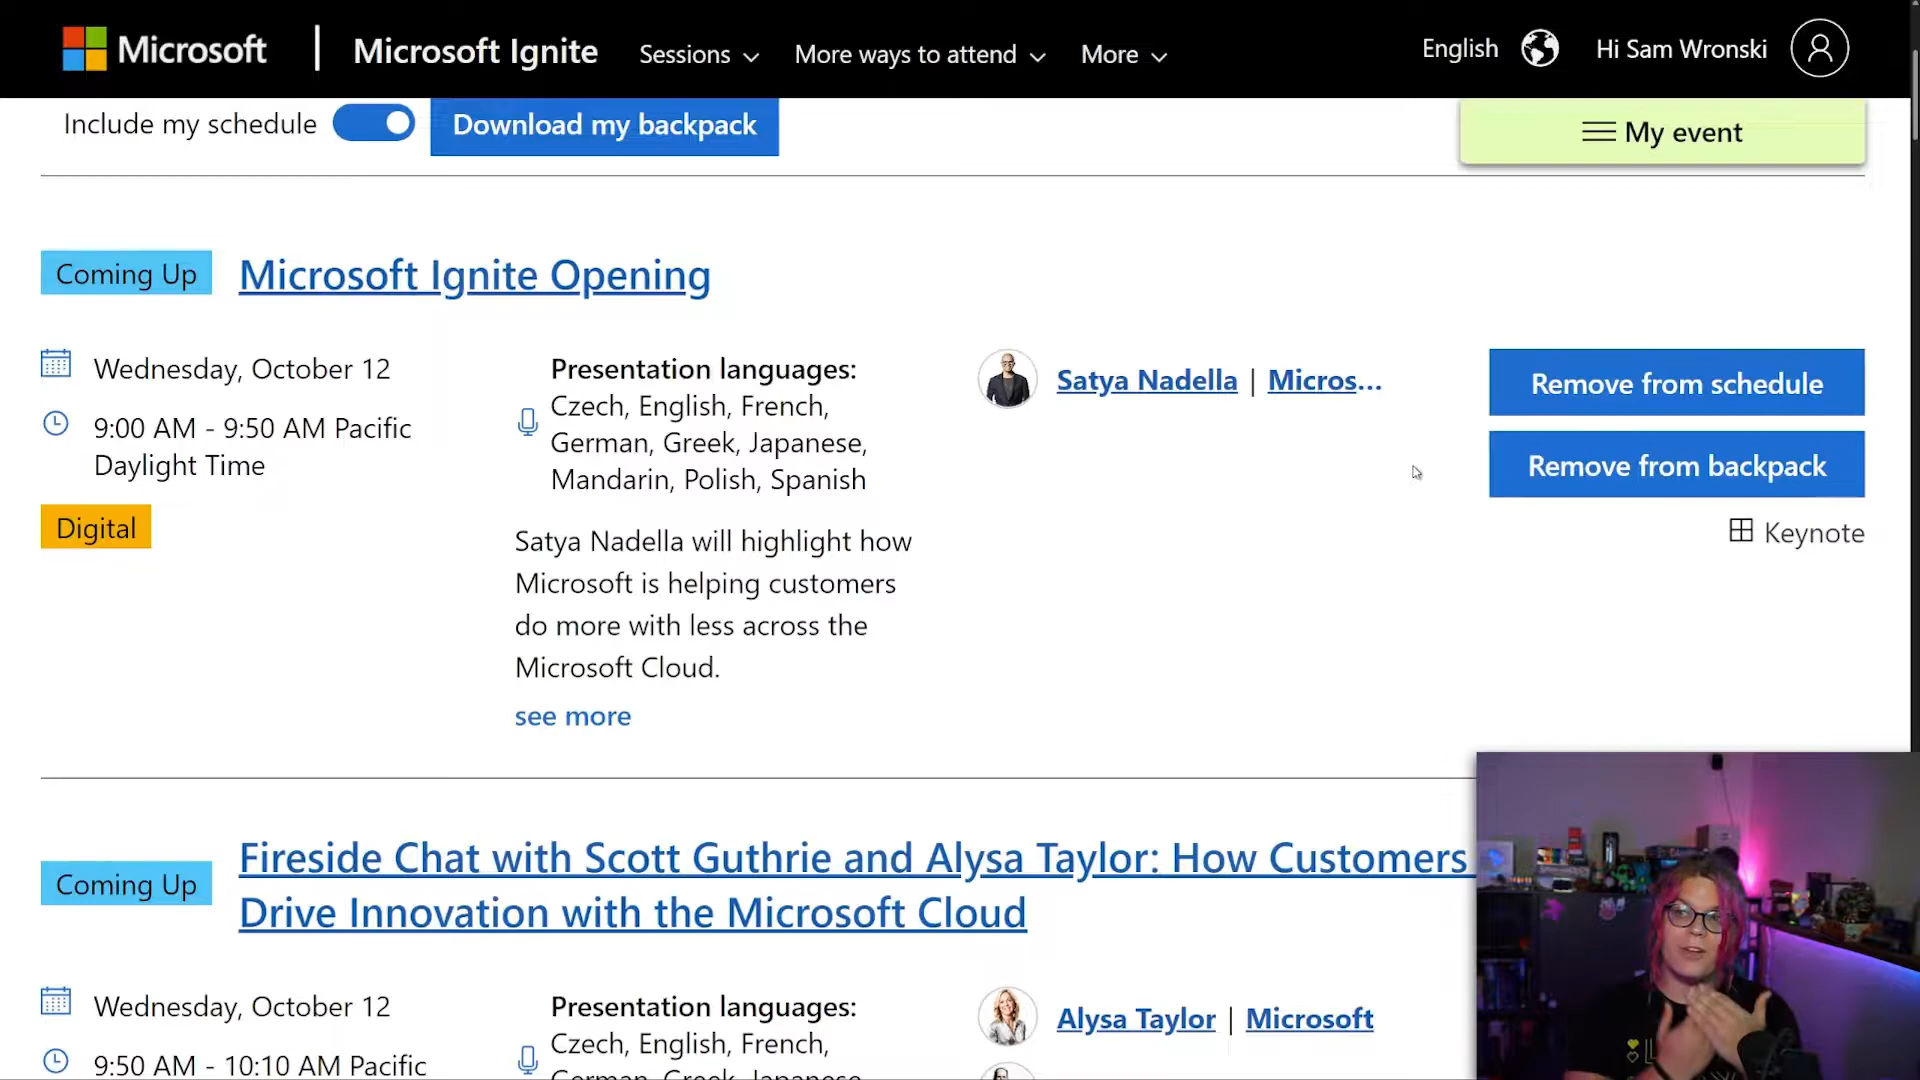 Microsoft
Microsoft Ignite
Sessions
More ways to attend
More
English
Hi Sam Wronski
Include my schedule
Download my backpack
My event
Coming Up
Microsoft Ignite Opening
Wednesday, October 12
9:00 AM - 9:50 AM Pacific
Daylight Time
Digital
Presentation languages:
Czech, English, French,
German, Greek, Japanese,
Mandarin, Polish, Spanish
Satya Nadella will highlight how
Microsoft is helping customers
do more with less across the
Microsoft Cloud.
see more
Satya Nadella | Micros...
Remove from schedule
Remove from backpack
Keynote
Coming Up
Fireside Chat with Scott Guthrie and Alysa Taylor: How Customers
Drive Innovation with the Microsoft Cloud
Wednesday, October 12
9:50 AM - 10:10 AM Pacific
Presentation languages:
Czech, English, French,
German, Greek, Japanese,
Alysa Taylor | Microsoft